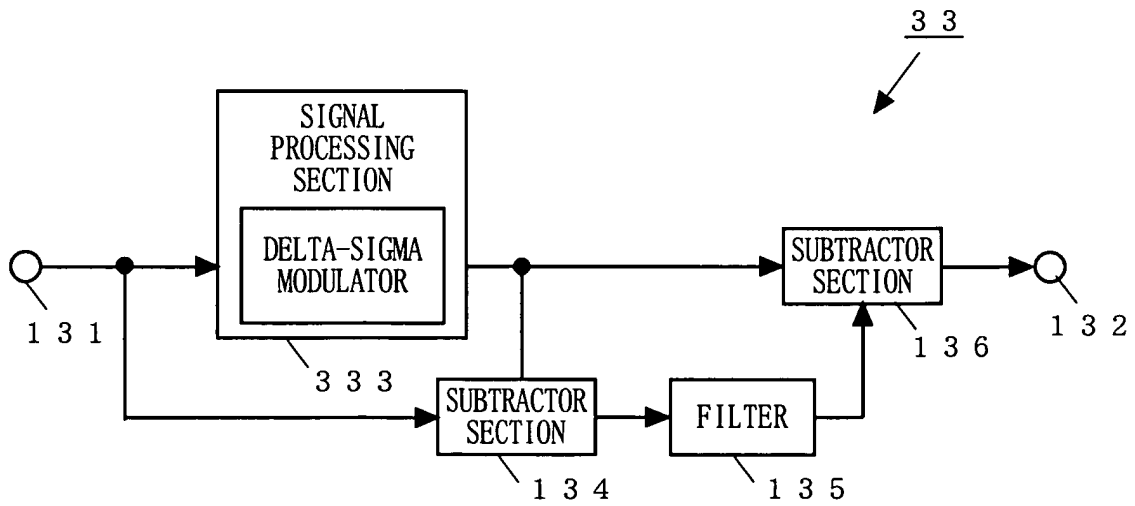 33
SIGNAL
PROCESSING
SECTION
DELTA-SIGMA
MODULATOR
SUBTRACTOR
SECTION
131
333
136
132
SUBTRACTOR
SECTION
FILTER
134
135